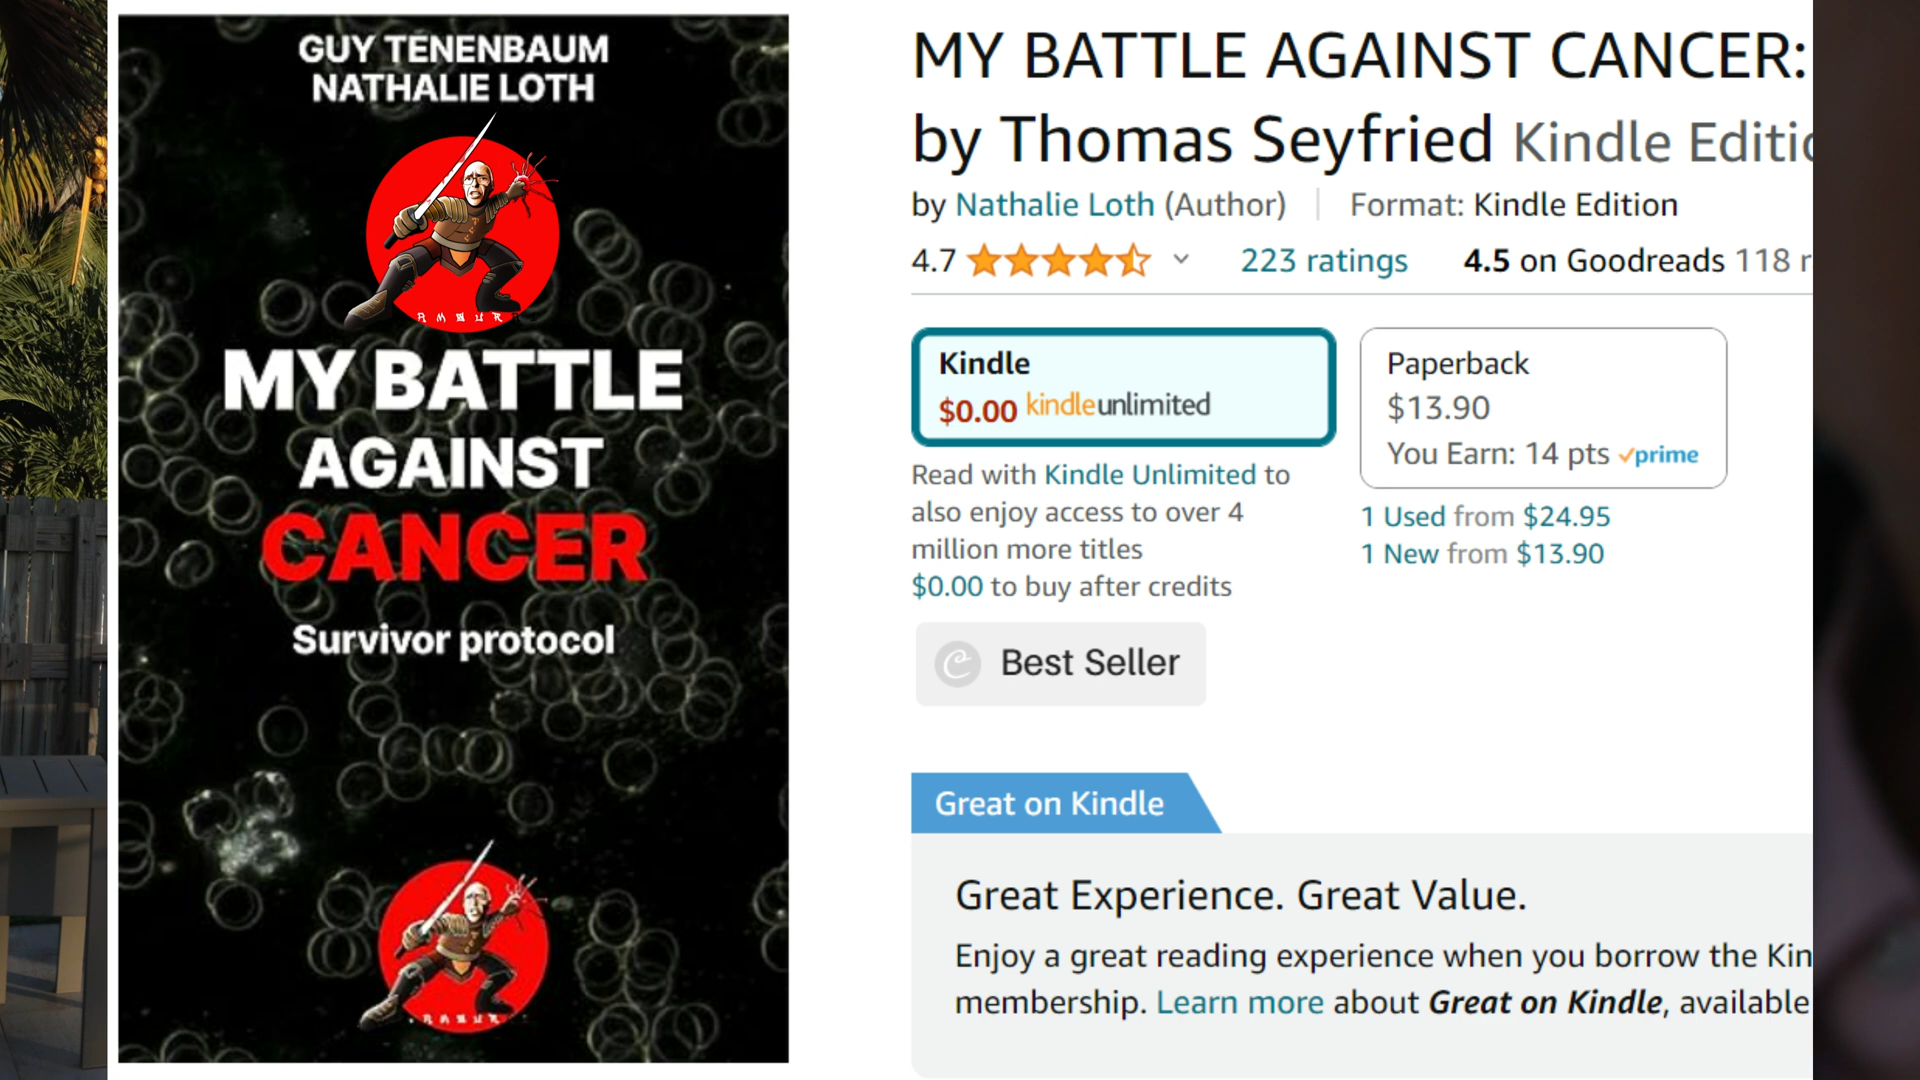 GUY TENENBAUM
NATHALIE LOTH
MY BATTLE
AGAINST
CANCER
Survivor protocol
MY BATTLE AGAINST CANCER:
by Thomas Seyfried Kindle Editio
by Nathalie Loth (Author) Format: Kindle Edition
4.7 223 ratings 4.5 on Goodreads 118 r
Kindle
$0.00 kindleunlimited
Read with Kindle Unlimited to
also enjoy access to over 4
million more titles
$0.00 to buy after credits
Paperback
$13.90
You Earn: 14 pts prime
1 Used from $24.95
1 New from $13.90
Best Seller
Great on Kindle
Great Experience. Great Value.
Enjoy a great reading experience when you borrow the Kin
membership. Learn more about Great on Kindle, available